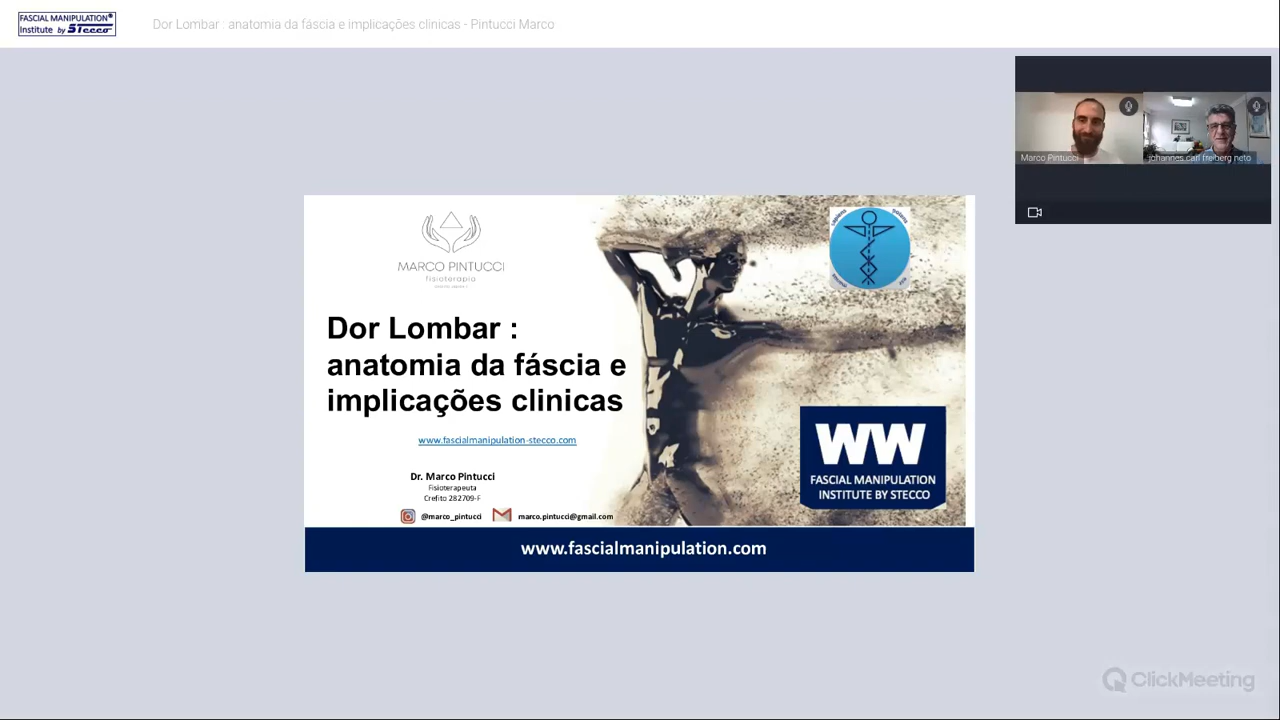 FASCIAL MANIPULATION®
Institute by Stecco
Dor Lombar : anatomia da fáscia e implicações clinicas - Pintucci Marco
Marco Pintucci
johannes carl freiberg neto
MARCO PINTUCCI
fisioterapia
Dor Lombar :
anatomia da fáscia e
implicações clinicas
www.fascialmanipulation-stecco.com
Dr. Marco Pintucci
Fisioterapeuta
Crefito 282709-F
@marco_pintucci
marco.pintucci@gmail.com
FASCIAL MANIPULATION
INSTITUTE BY STECCO
www.fascialmanipulation.com
ClickMeeting